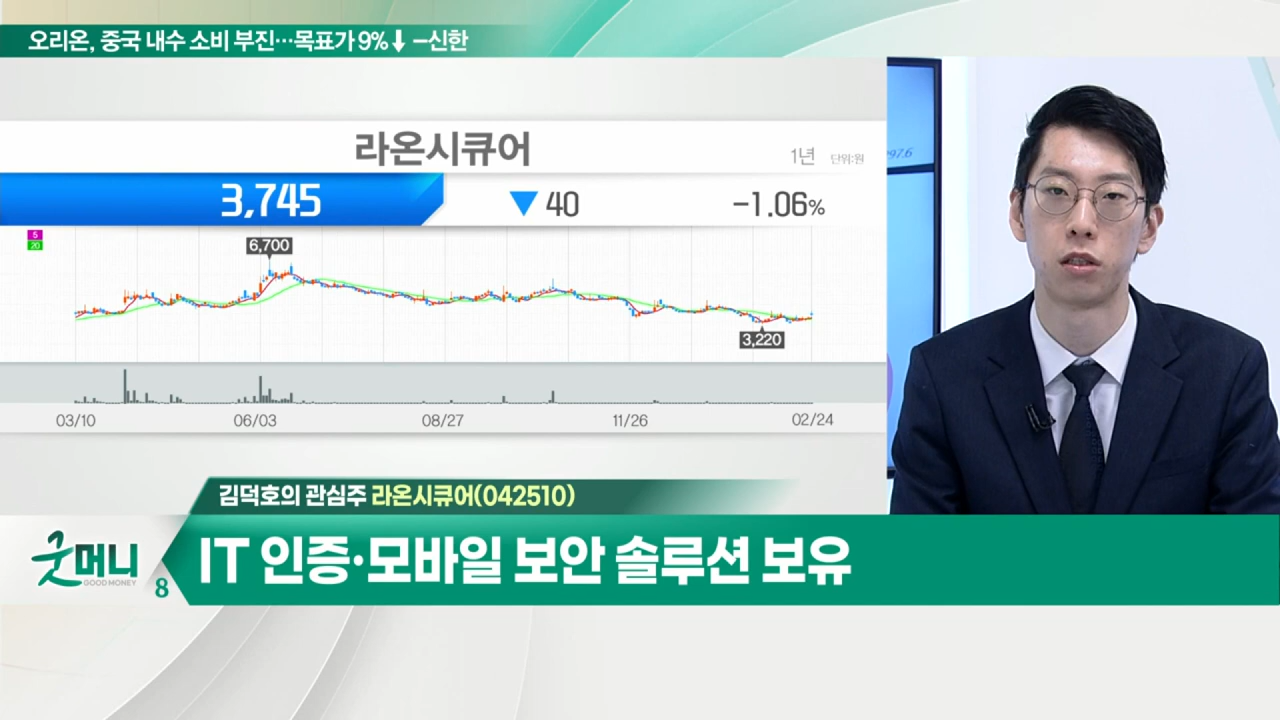 오리온, 중국 내수 소비 부진…목표가 9%⬇ -신한
라온시큐어
1년 단위:원
3,745 ▼ 40 -1.06%
297.6
5
20
6,700
3,220
03/10 06/03 08/27 11/26 02/24
김덕호의 관심주 라온시큐어(042510)
IT 인증·모바일 보안 솔루션 보유
굿머니
GOOD MONEY
8